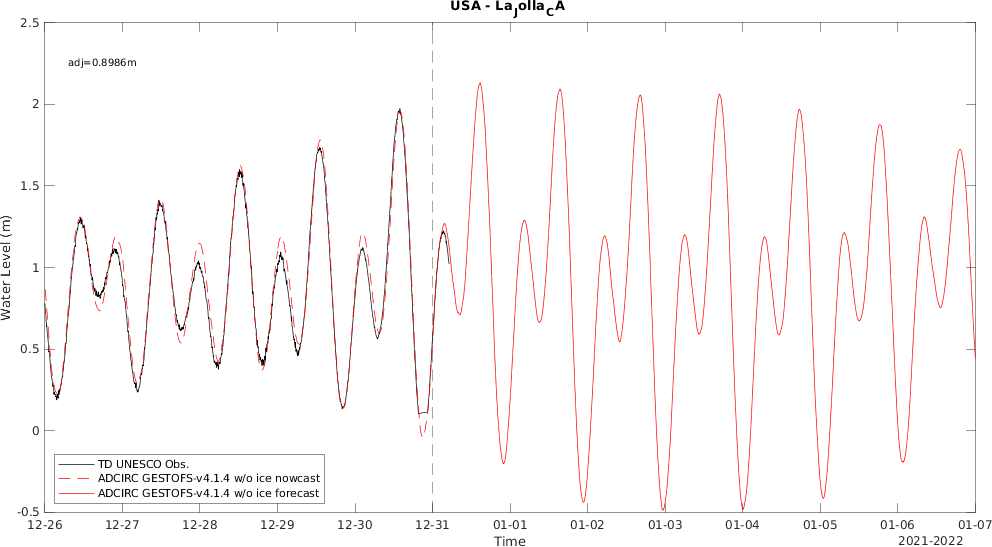 USA - LaJollaCA
adj=0.8986m
2.5
2
1.5
1
0.5
0
-0.5
Water Level (m)
TD UNESCO Obs.
ADCIRC GESTOFS-v4.1.4 w/o ice nowcast
ADCIRC GESTOFS-v4.1.4 w/o ice forecast
12-26 12-27 12-28 12-29 12-30 12-31 01-01 01-02 01-03 01-04 01-05 01-06 01-07
Time
2021-2022